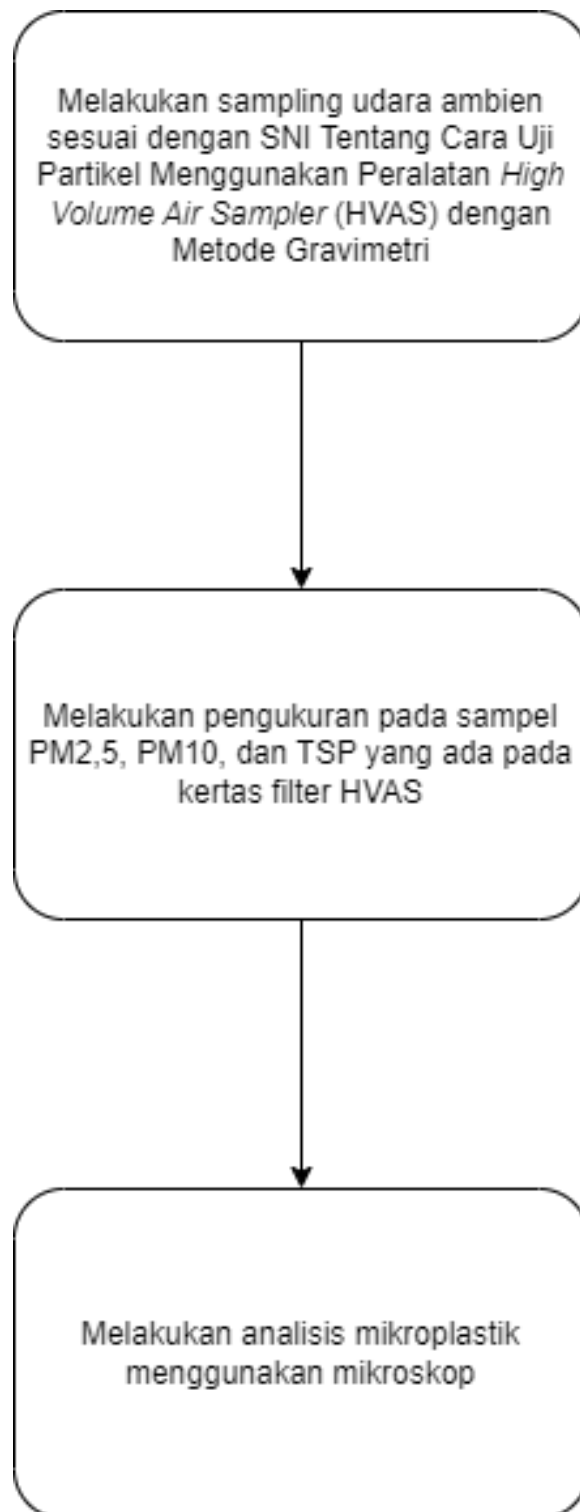 Melakukan sampling udara ambien
sesuai dengan SNI Tentang Cara Uji
Partikel Menggunakan Peralatan High
Volume Air Sampler (HVAS) dengan
Metode Gravimetri
Melakukan pengukuran pada sampel
PM2,5, PM10, dan TSP yang ada pada
kertas filter HVAS
Melakukan analisis mikroplastik
menggunakan mikroskop